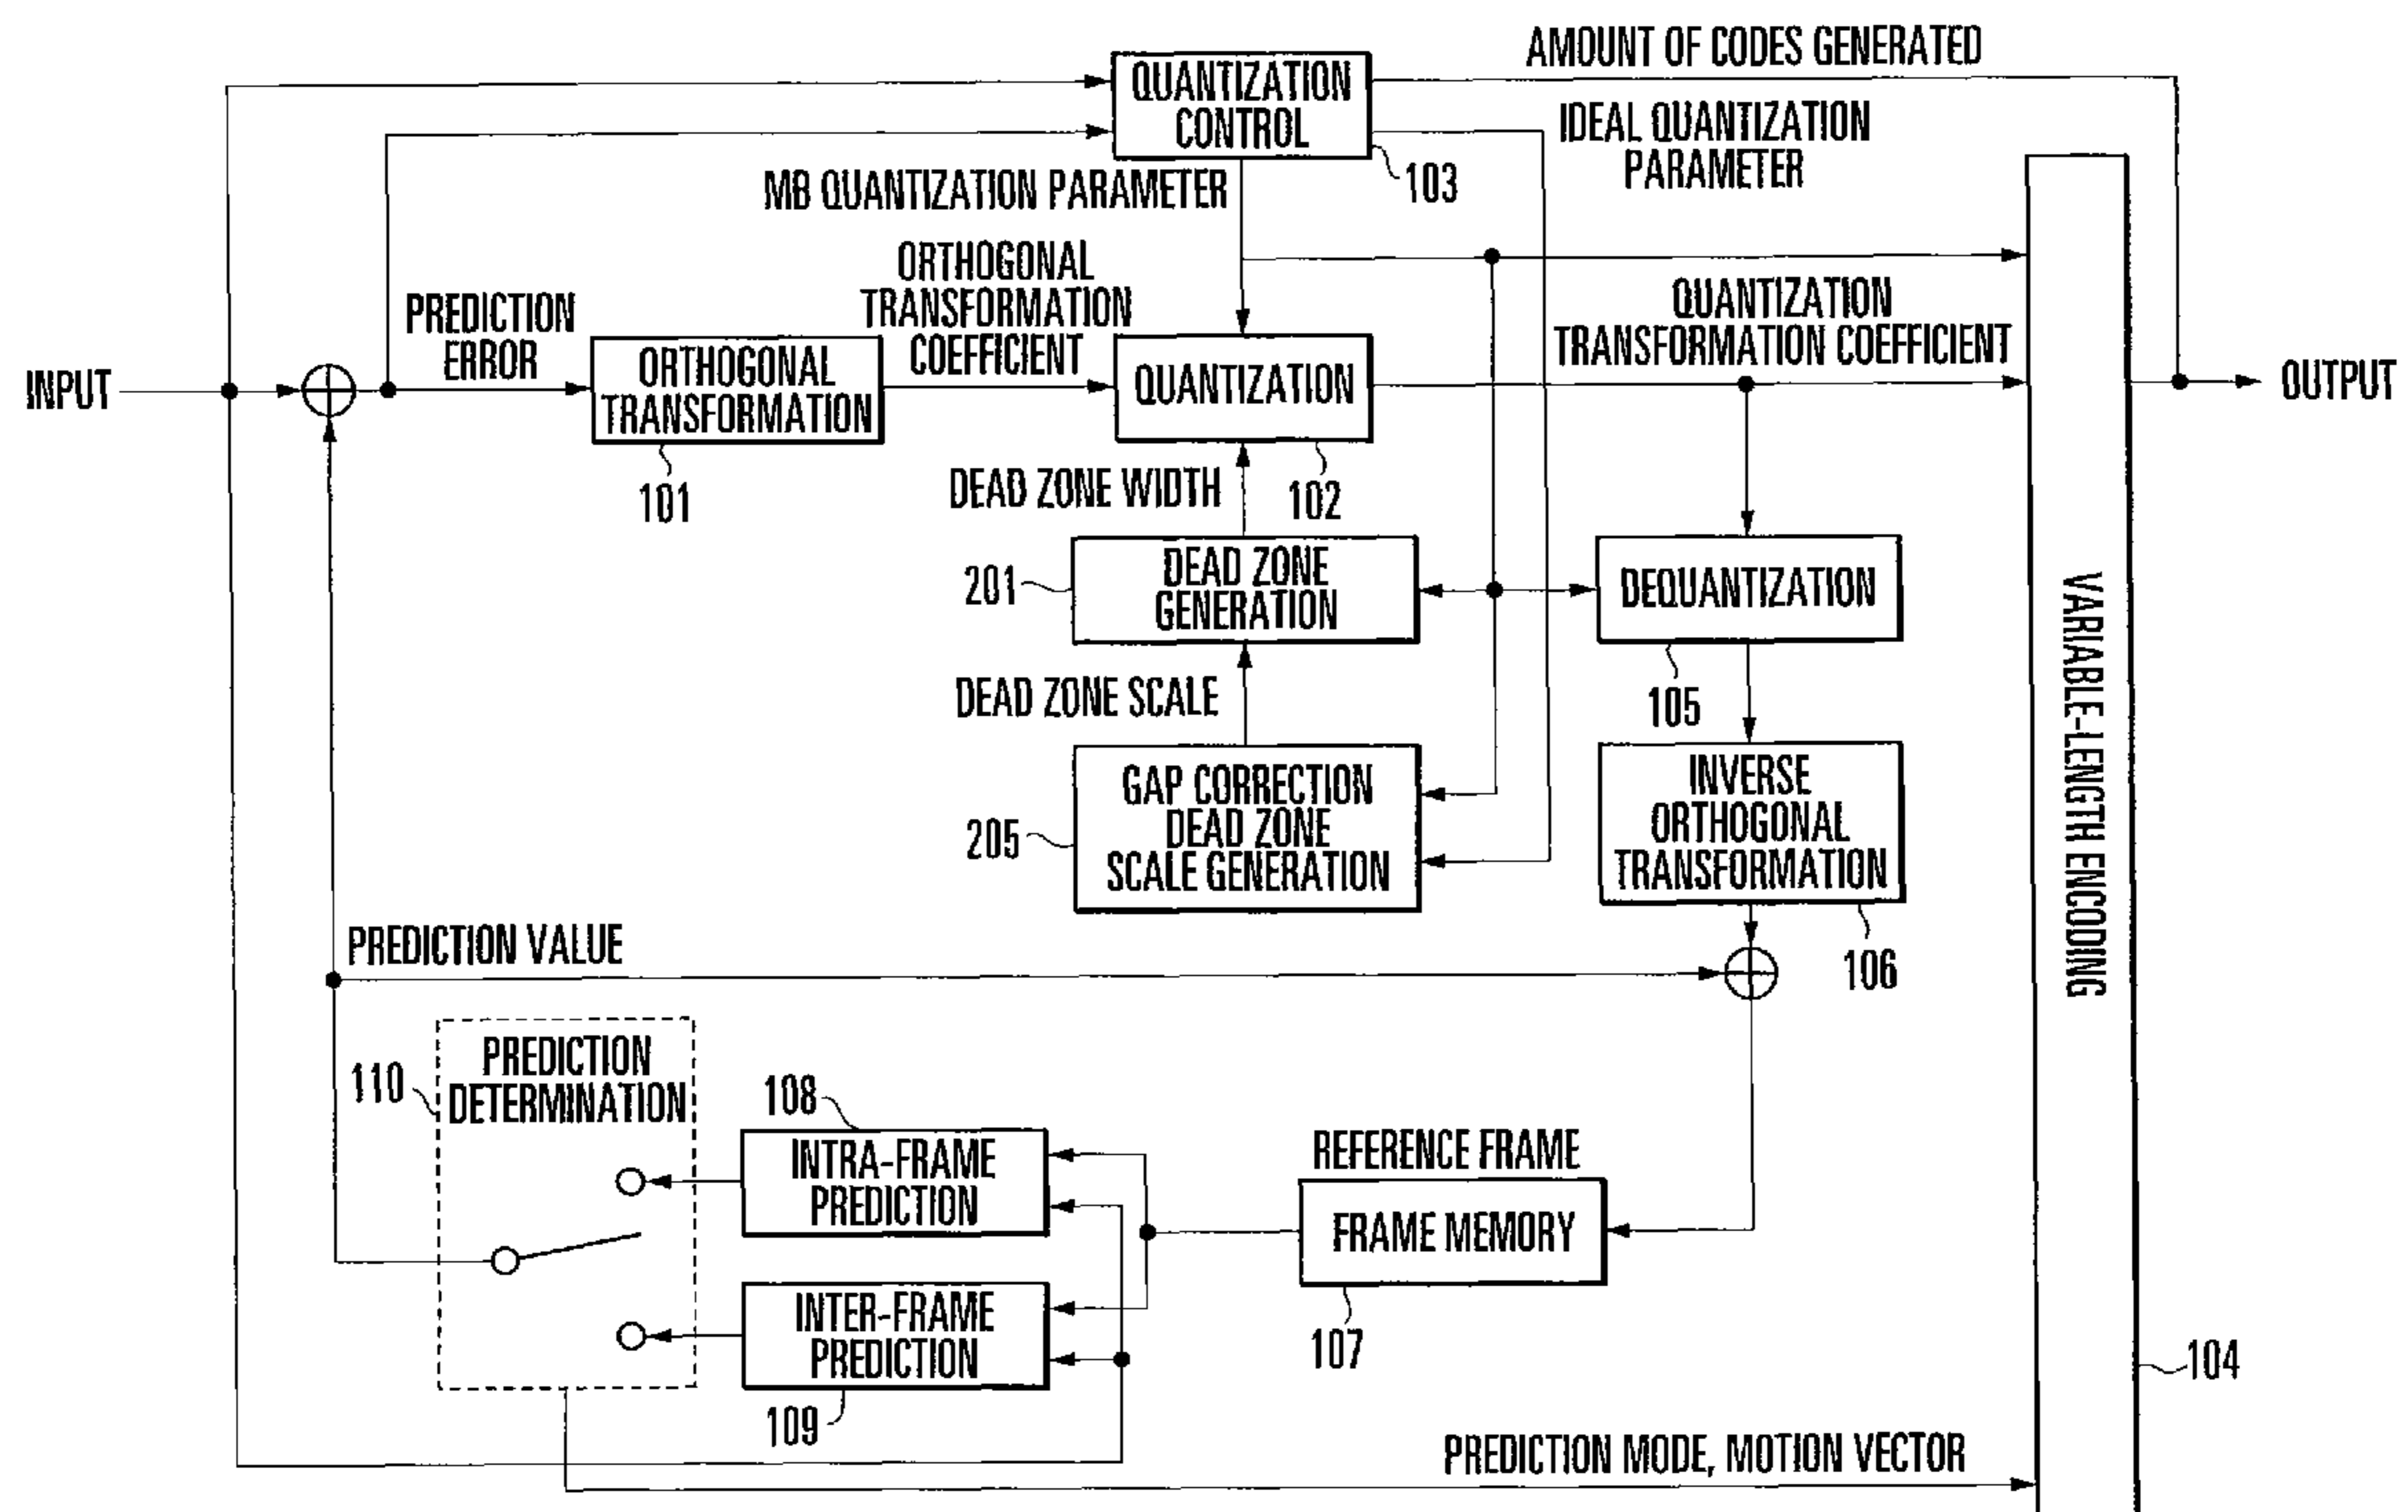 AMOUNT OF CODES GENERATED
QUANTIZATION
CONTROL
IDEAL QUANTIZATION
PARAMETER
103
MB QUANTIZATION PARAMETER
ORTHOGONAL
TRANSFORMATION
COEFFICIENT
PREDICTION
ERROR
QUANTIZATION
TRANSFORMATION COEFFICIENT
INPUT
ORTHOGONAL
TRANSFORMATION
QUANTIZATION
OUTPUT
101
DEAD ZONE WIDTH
102
201
DEAD ZONE
GENERATION
DEQUANTIZATION
VARIABLE-LENGTH ENCODING
DEAD ZONE SCALE
105
205
GAP CORRECTION
DEAD ZONE
SCALE GENERATION
INVERSE
ORTHOGONAL
TRANSFORMATION
PREDICTION VALUE
106
110
PREDICTION
DETERMINATION
108
INTRA-FRAME
PREDICTION
REFERENCE FRAME
FRAME MEMORY
INTER-FRAME
PREDICTION
107
104
109
PREDICTION MODE, MOTION VECTOR